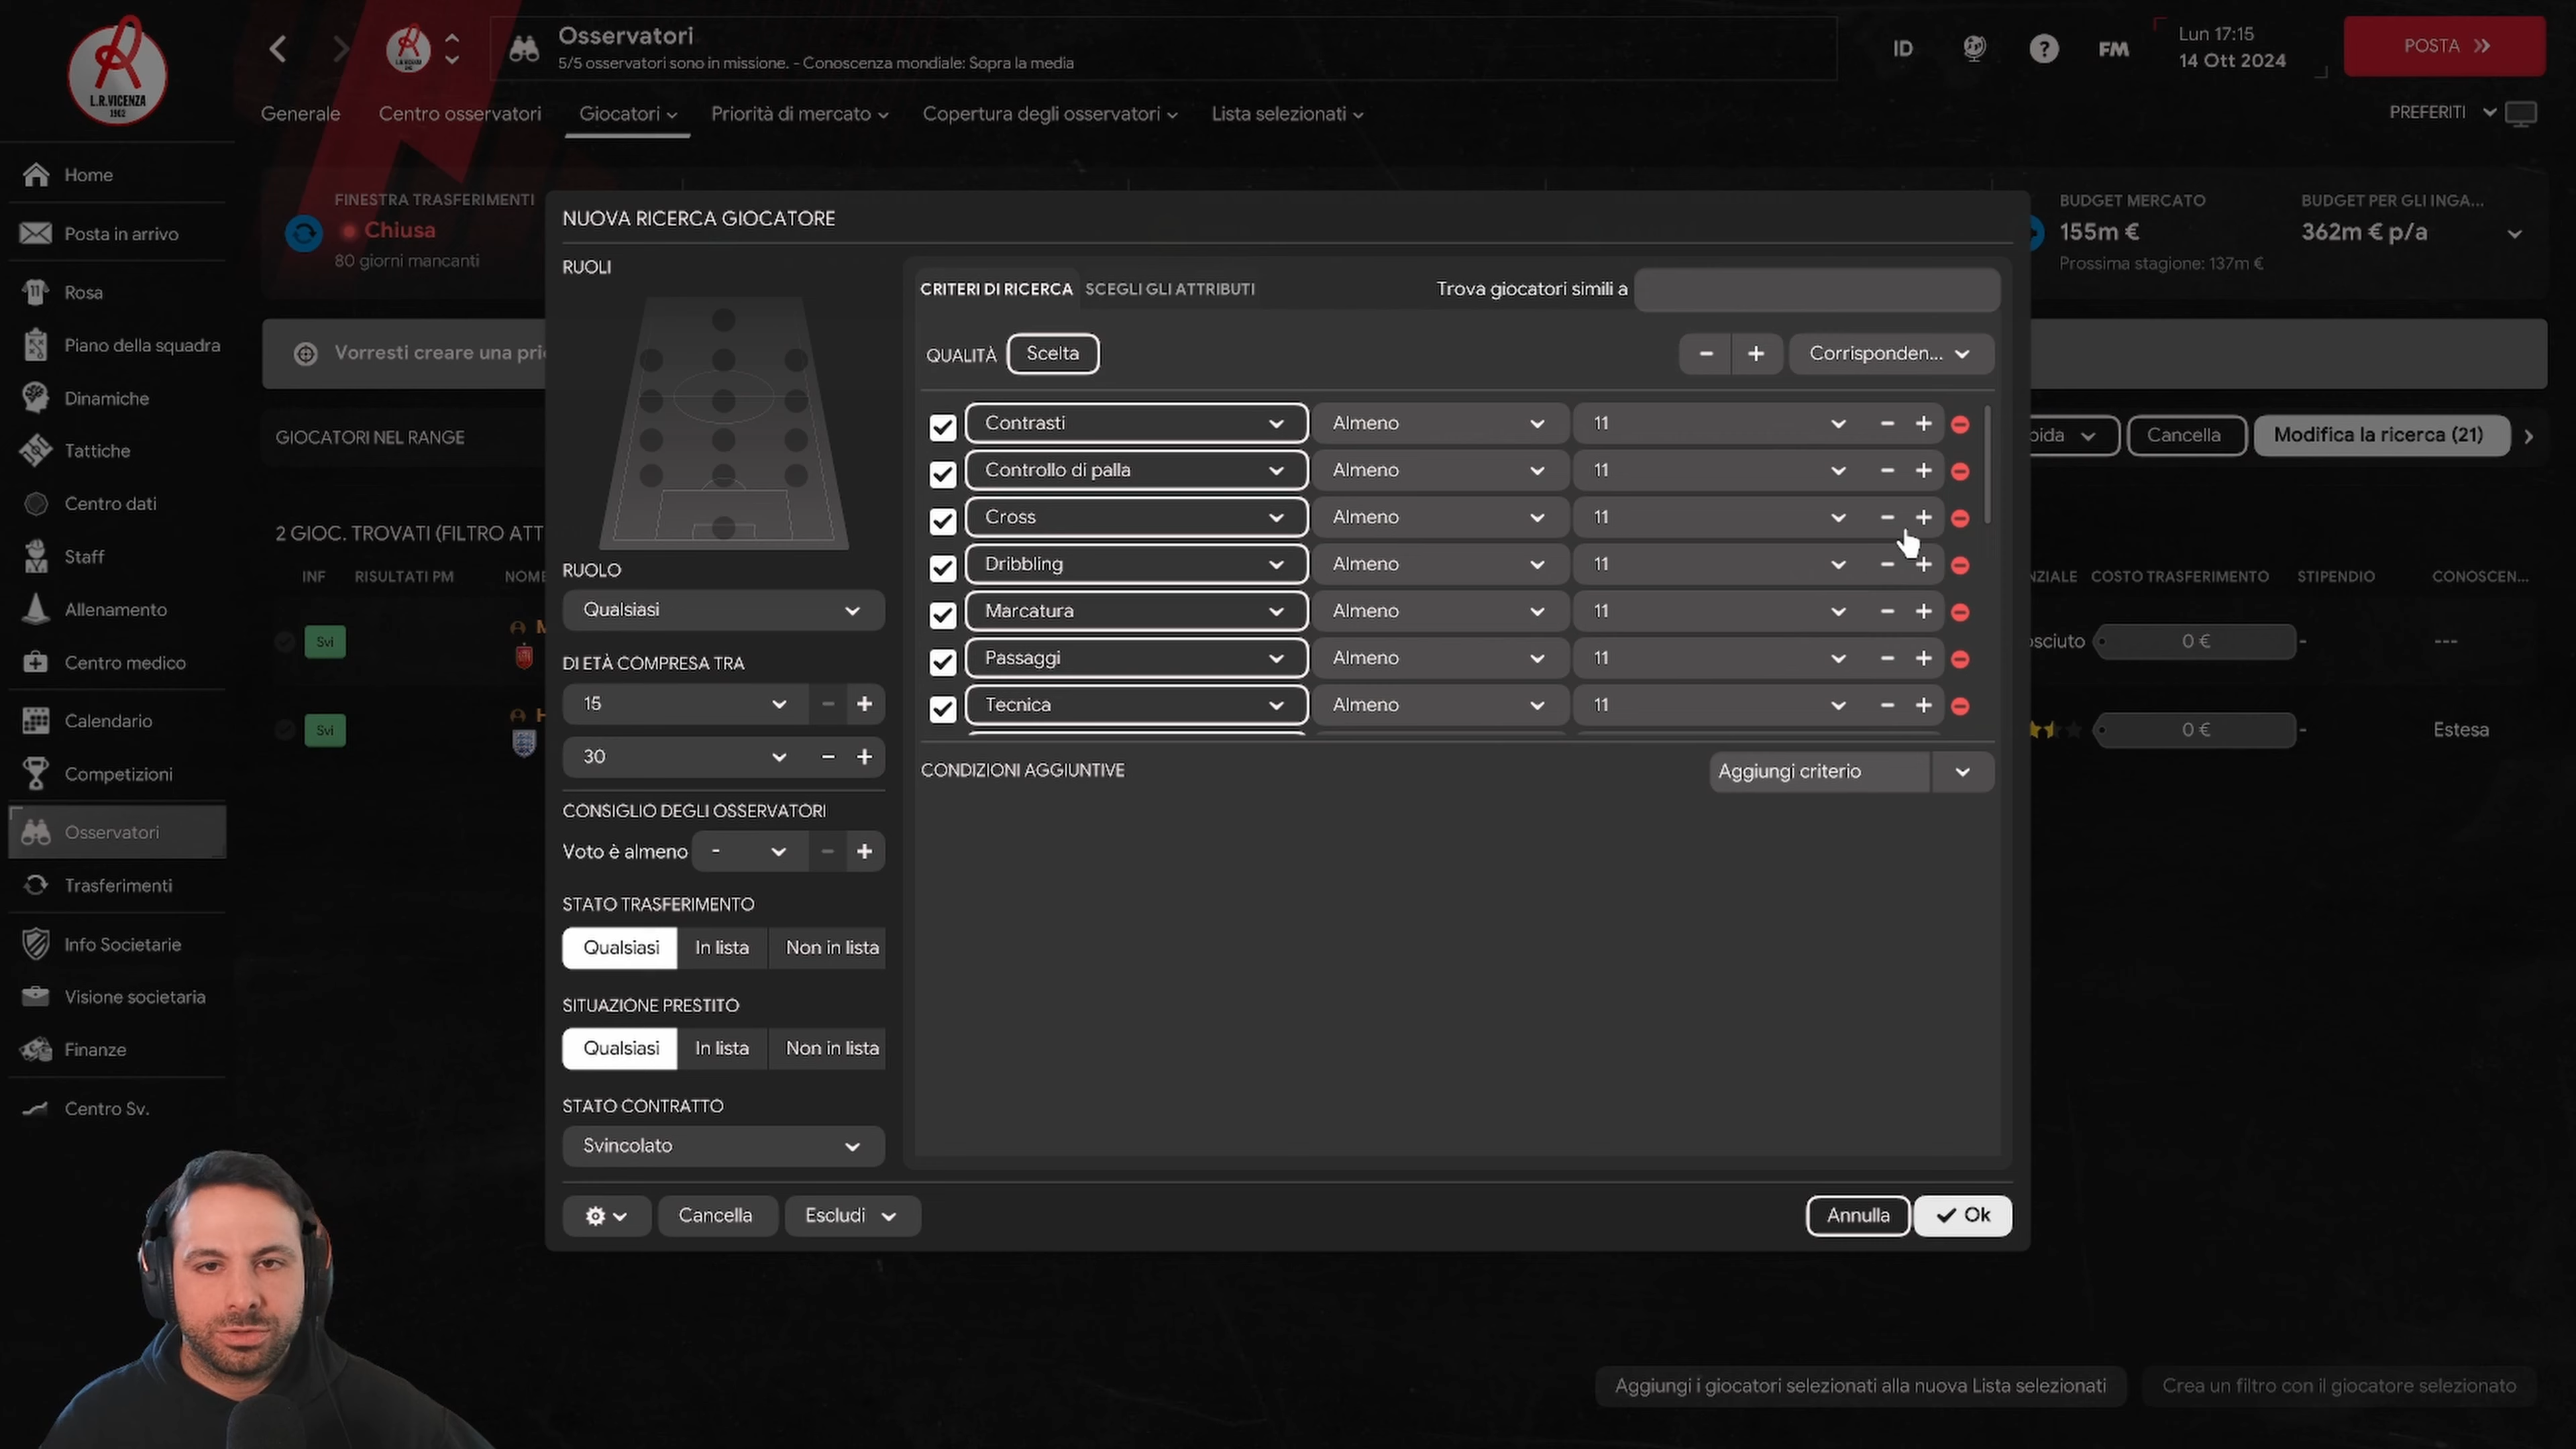 L.R.VICENZA
1902
Osservatori
5/5 osservatori sono in missione. - Conoscenza mondiale: Sopra la media
ID
FM
Lun 17:15
14 Ott 2024
POSTA
Generale
Centro osservatori
Giocatori
Priorità di mercato
Copertura degli osservatori
Lista selezionati
PREFERITI
Home
Posta in arrivo
Rosa
Piano della squadra
Dinamiche
Tattiche
Centro dati
Staff
Allenamento
Centro medico
Calendario
Competizioni
Osservatori
Trasferimenti
Info Societarie
Visione societaria
Finanze
Centro Sv.
FINESTRA TRASFERIMENTI
Chiusa
80 giorni mancanti
BUDGET MERCATO
155m €
Prossima stagione: 137m €
BUDGET PER GLI INGA...
362m € p/a
Vorresti creare una pri
GIOCATORI NEL RANGE
pida
Cancella
Modifica la ricerca (21)
2 GIOC. TROVATI (FILTRO ATT
INF
RISULTATI PM
NOME
NZIALE
COSTO TRASFERIMENTO
STIPENDIO
CONOSCEN...
Svi
M
osciuto
0 €
-
---
Svi
H
0 €
-
Estesa
NUOVA RICERCA GIOCATORE
RUOLI
RUOLO
Qualsiasi
DI ETÀ COMPRESA TRA
15
30
CONSIGLIO DEGLI OSSERVATORI
Voto è almeno
-
STATO TRASFERIMENTO
Qualsiasi
In lista
Non in lista
SITUAZIONE PRESTITO
Qualsiasi
In lista
Non in lista
STATO CONTRATTO
Svincolato
CRITERI DI RICERCA
SCEGLI GLI ATTRIBUTI
Trova giocatori simili a
QUALITÀ
Scelta
Corrisponden...
Contrasti
Almeno
11
Controllo di palla
Almeno
11
Cross
Almeno
11
Dribbling
Almeno
11
Marcatura
Almeno
11
Passaggi
Almeno
11
Tecnica
Almeno
11
CONDIZIONI AGGIUNTIVE
Aggiungi criterio
Cancella
Escludi
Annulla
Ok
Aggiungi i giocatori selezionati alla nuova Lista selezionati
Crea un filtro con il giocatore selezionato